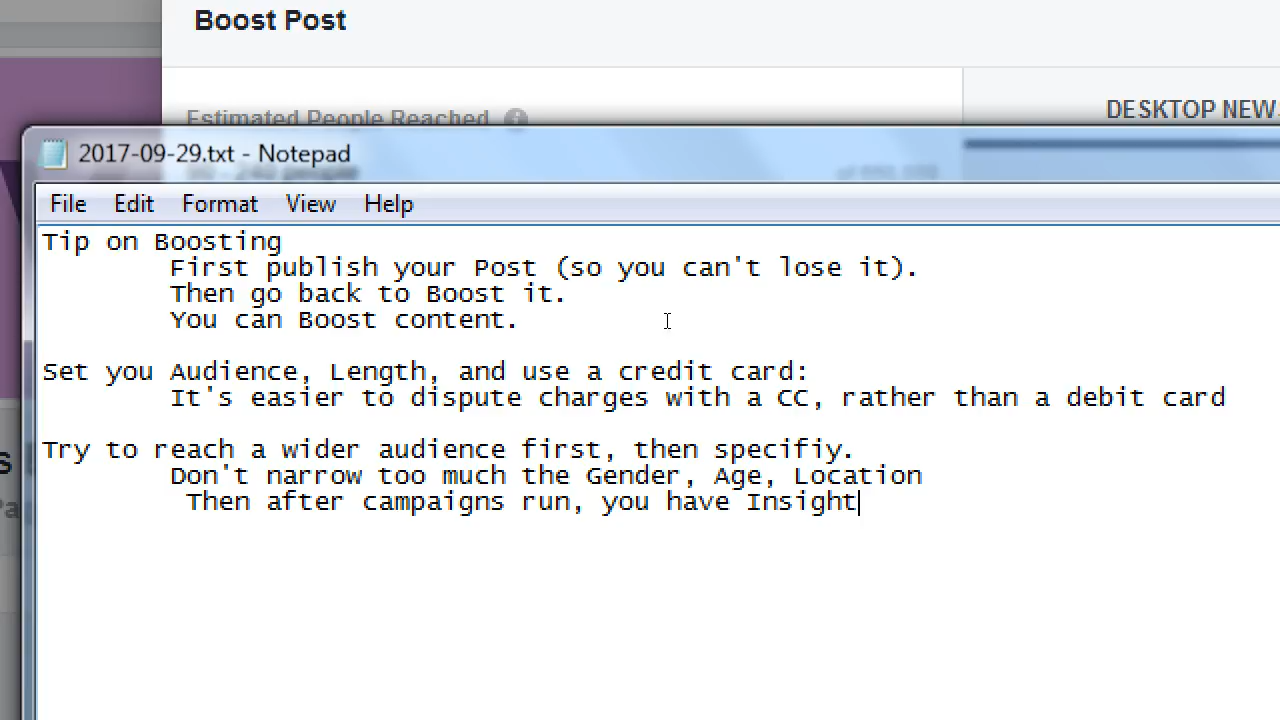 Boost Post
Estimated People Reached
DESKTOP NEWS
2017-09-29.txt - Notepad
File Edit Format View Help
Tip on Boosting
First publish your Post (so you can't lose it).
Then go back to Boost it.
You can Boost content.
Set you Audience, Length, and use a credit card:
It's easier to dispute charges with a CC, rather than a debit card
Try to reach a wider audience first, then specifiy.
Don't narrow too much the Gender, Age, Location
Then after campaigns run, you have Insight